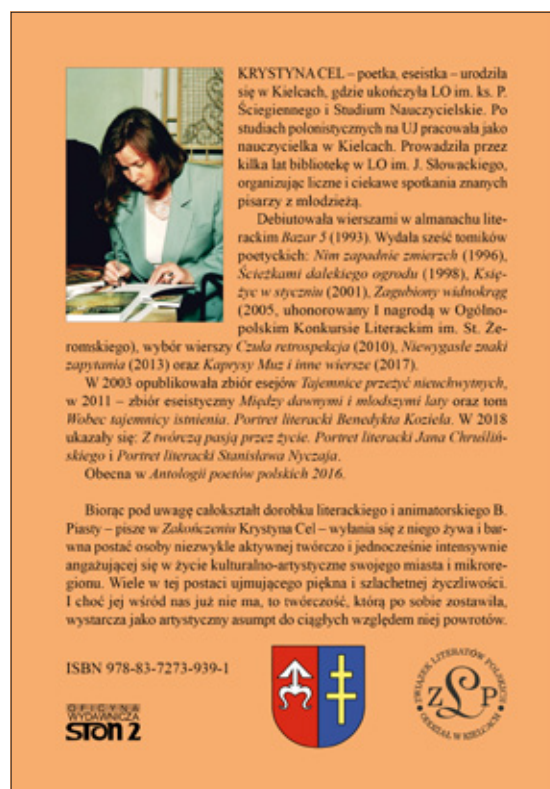 KRYSTYNA CEL – poetka, eseistka – urodziła
się w Kielcach, gdzie ukończyła LO im. ks. P.
Ściegiennego i Studium Nauczycielskie. Po
studiach polonistycznych na UJ pracowała jako
nauczycielka w Kielcach. Prowadziła przez
kilka lat bibliotekę w LO im. J. Słowackiego,
organizując liczne i ciekawe spotkania znanych
pisarzy z młodzieżą.
Debiutowała wierszami w almanachu lite-
rackim Bazar 5 (1993). Wydała sześć tomików
poetyckich: Nim zapadnie zmierzch (1996),
Ścieżkami dalekiego ogrodu (1998), Księ-
życ w styczniu (2001), Zagubiony widnokrąg
(2005, uhonorowany I nagrodą w Ogólno-
polskim Konkursie Literackim im. St. Że-
romskiego), wybór wierszy Czuła retrospekcja (2010), Niewygasłe znaki
zapytania (2013) oraz Kaprysy Muz i inne wiersze (2017).
W 2003 opublikowała zbiór esejów Tajemnice przeżyć nieuchwytnych,
w 2011 – zbiór eseistyczny Między dawnymi i młodszymi laty oraz tom
Wobec tajemnicy istnienia. Portret literacki Benedykta Kozieła. W 2018
ukazały się: Z twórczą pasją przez życie. Portret literacki Jana Chruśliń-
skiego i Portret literacki Stanisława Nyczaja.
Obecna w Antologii poetów polskich 2016.
Biorąc pod uwagę całokształt dorobku literackiego i animatorskiego B.
Piasty – pisze w Zakończeniu Krystyna Cel – wyłania się z niego żywa i bar-
wna postać osoby niezwykle aktywnej twórczo i jednocześnie intensywnie
angażującej się w życie kulturalno-artystyczne swojego miasta i mikrore-
gionu. Wiele w tej postaci ujmującego piękna i szlachetnej życzliwości.
I choć jej wśród nas już nie ma, to twórczość, którą po sobie zostawiła,
wystarcza jako artystyczny asumpt do ciągłych względem niej powrotów.
ISBN 978-83-7273-939-1
OFICYNA
WYDAWNICZA
STON 2
ZWIĄZEK LITERATÓW POLSKICH
ZLP
ODDZIAŁ W KIELCACH